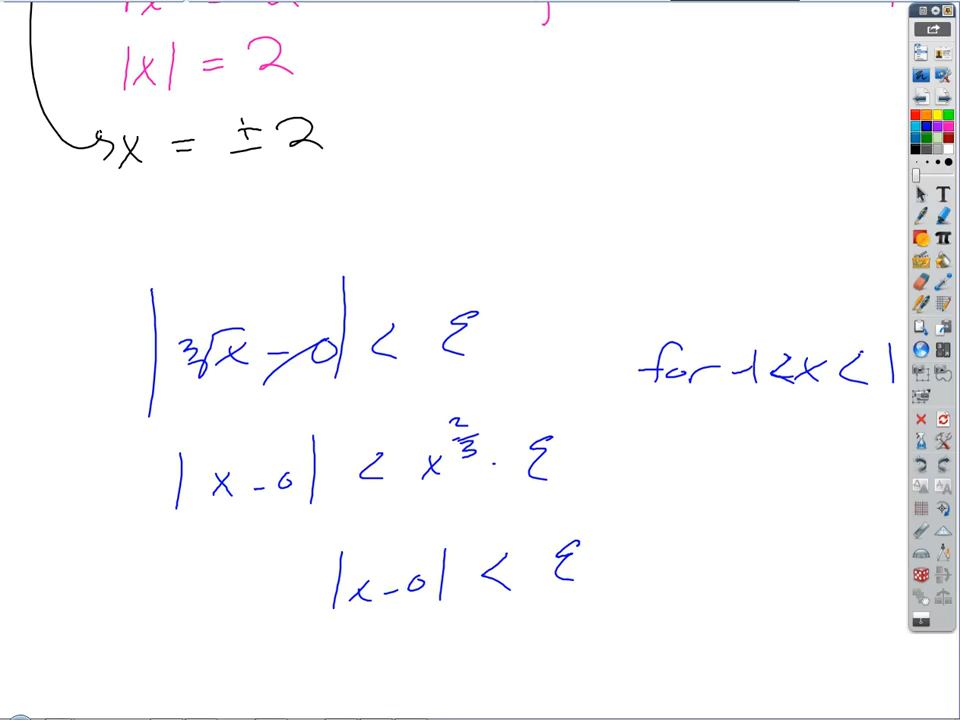 |x| = 2
x = ± 2
|∛x - 0| < ε
for -1 < x < 1
|x - 0| < x^(2/3) · ε
|x - 0| < ε